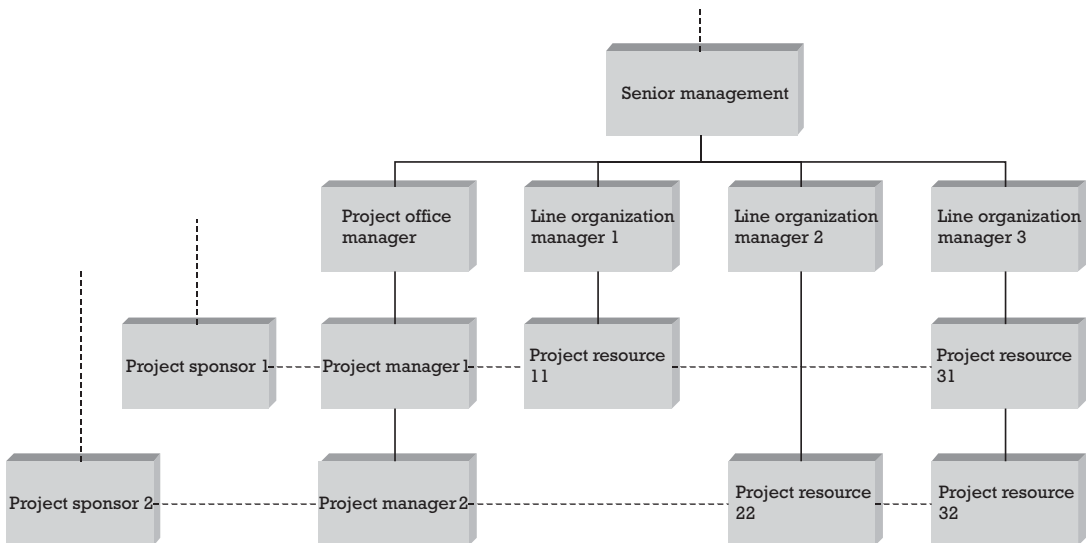 Senior management
Project office
manager
Line organization
manager 1
Line organization
manager 2
Line organization
manager 3
Project sponsor 1
Project manager 1
Project resource
11
Project resource
31
Project sponsor 2
Project manager 2
Project resource
22
Project resource
32